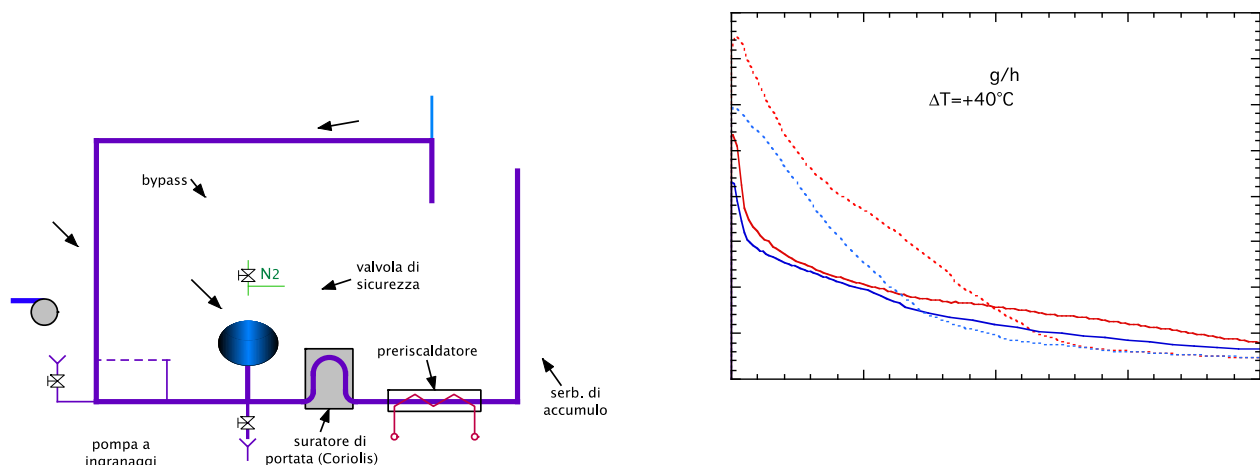 bypass
N2
valvola di
sicurezza
preriscaldatore
serb. di
accumulo
suratore di
portata (Coriolis)
pompa a
ingranaggi
g/h
ΔT=+40°C